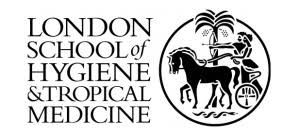 LONDON
SCHOOL of
HYGIENE
& TROPICAL
MEDICINE